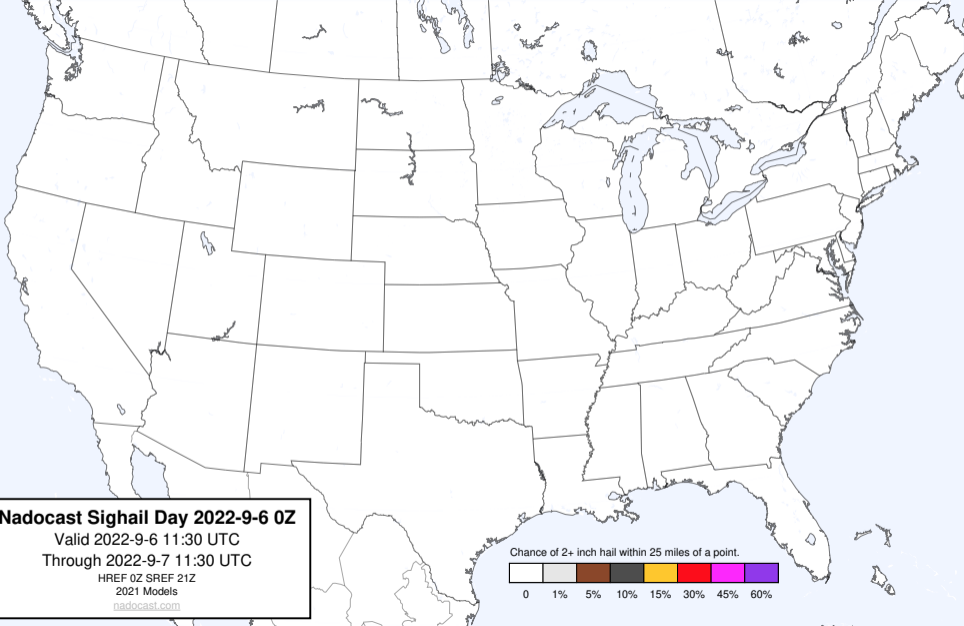 Nadocast Sighail Day 2022-9-6 0Z
Valid 2022-9-6 11:30 UTC
Through 2022-9-7 11:30 UTC
HREF 0Z SREF 21Z
2021 Models
nadocast.com
Chance of 2+ inch hail within 25 miles of a point.
0 1% 5% 10% 15% 30% 45% 60%